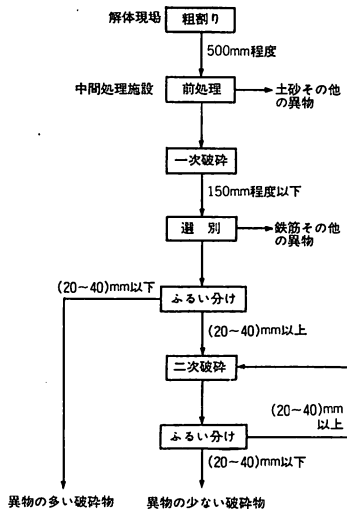 解体現場
粗割り
500mm程度
中間処理施設
前処理
土砂その他
の異物
一次破砕
150mm程度以下
選 別
鉄筋その他
の異物
(20~40)mm以下
ふるい分け
(20~40)mm以上
二次破砕
(20~40)mm
以上
ふるい分け
(20~40)mm以下
異物の多い破砕物
異物の少ない破砕物